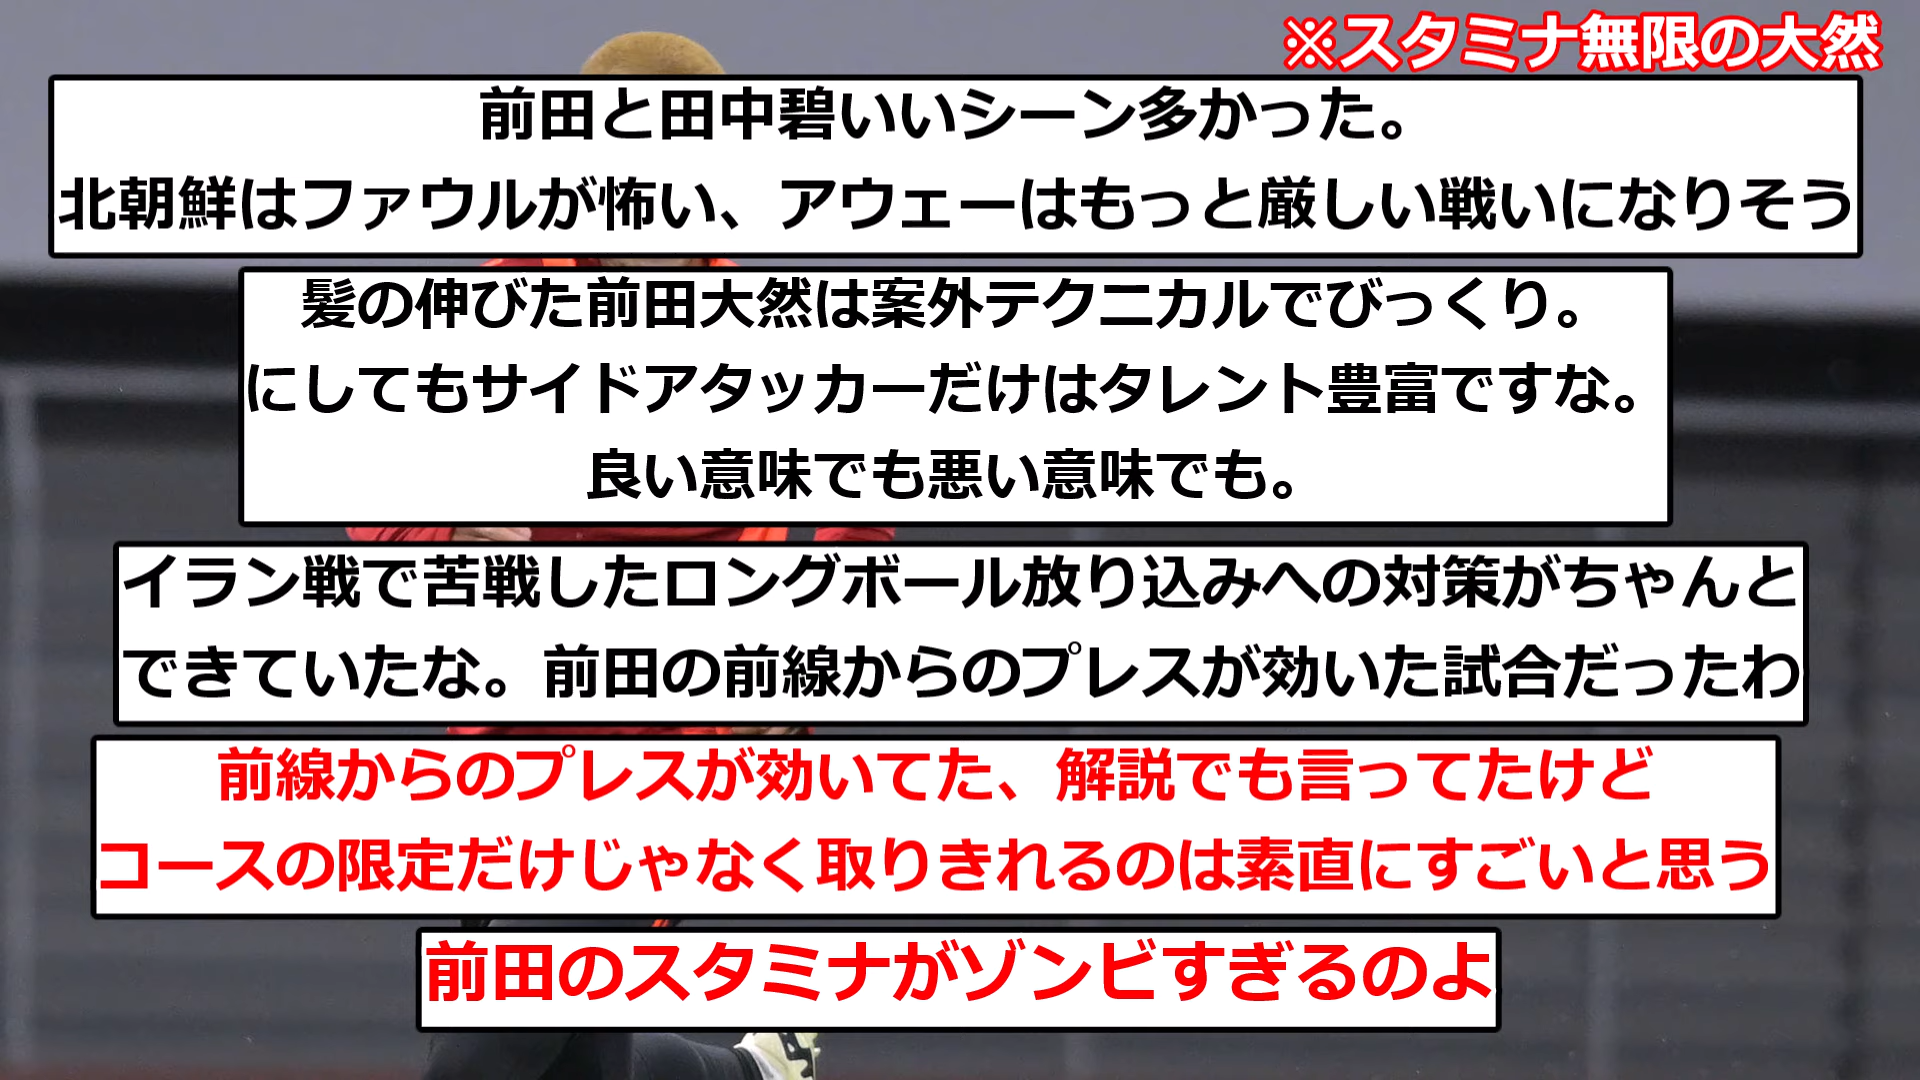 ※スタミナ無限の大然
前田と田中碧いいシーン多かった。
北朝鮮はファウルが怖い、アウェーはもっと厳しい戦いになりそう
髪の伸びた前田大然は案外テクニカルでびっくり。
にしてもサイドアタッカーだけはタレント豊富ですな。
良い意味でも悪い意味でも。
イラン戦で苦戦したロングボール放り込みへの対策がちゃんと
できていたな。前田の前線からのプレスが効いた試合だったわ
前線からのプレスが効いてた、解説でも言ってたけど
コースの限定だけじゃなく取りきれるのは素直にすごいと思う
前田のスタミナがゾンビすぎるのよ